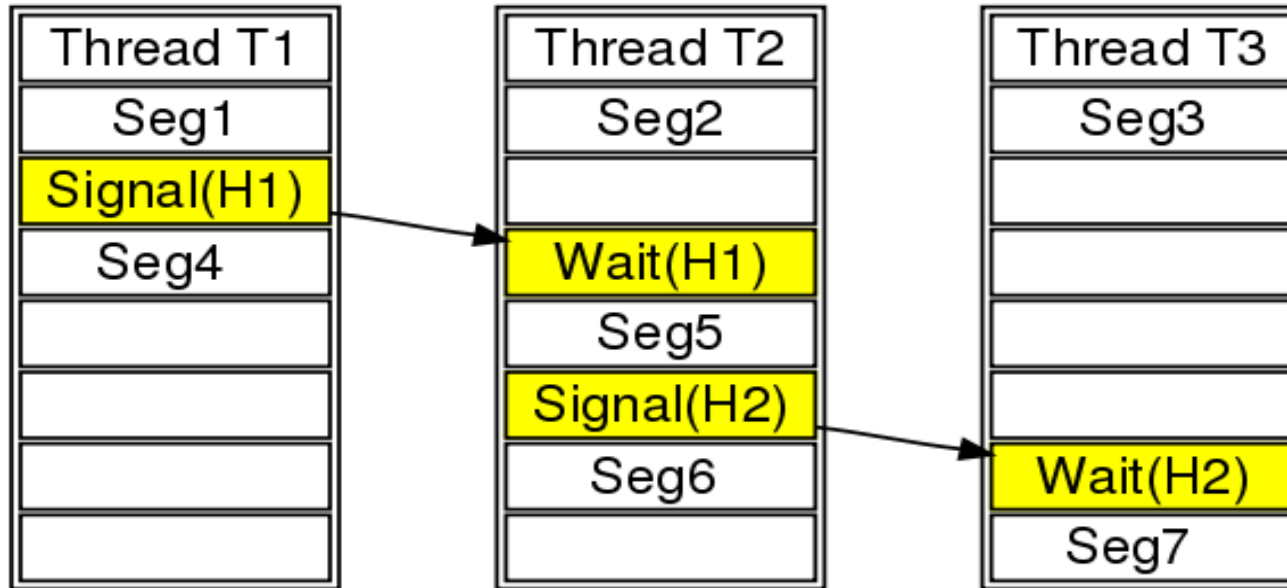 Thread T1
Seg1
Signal(H1)
Seg4
Thread T2
Seg2
Wait(H1)
Seg5
Signal(H2)
Seg6
Thread T3
Seg3
Wait(H2)
Seg7